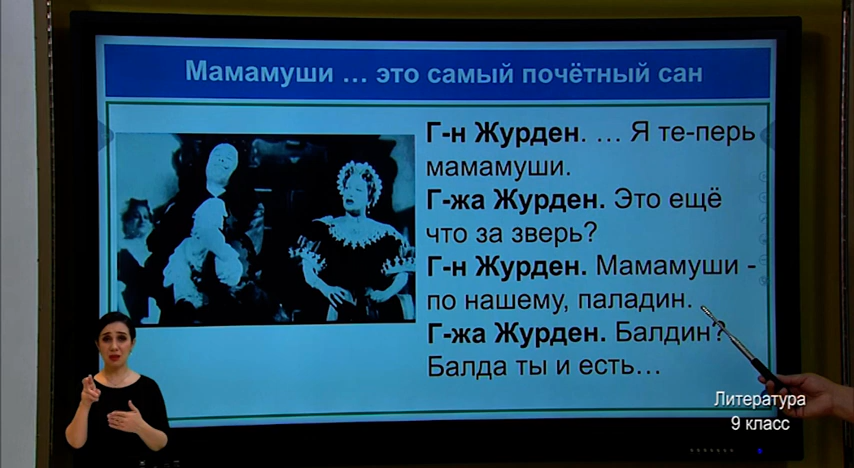 Мамамуши ... это самый почётный сан
Г-н Журден. ... Я те-перь
мамамуши.
Г-жа Журден. Это ещё
что за зверь?
Г-н Журден. Мамамуши -
по нашему, паладин.
Г-жа Журден. Балдин?
Балда ты и есть...
Литература
9 класс